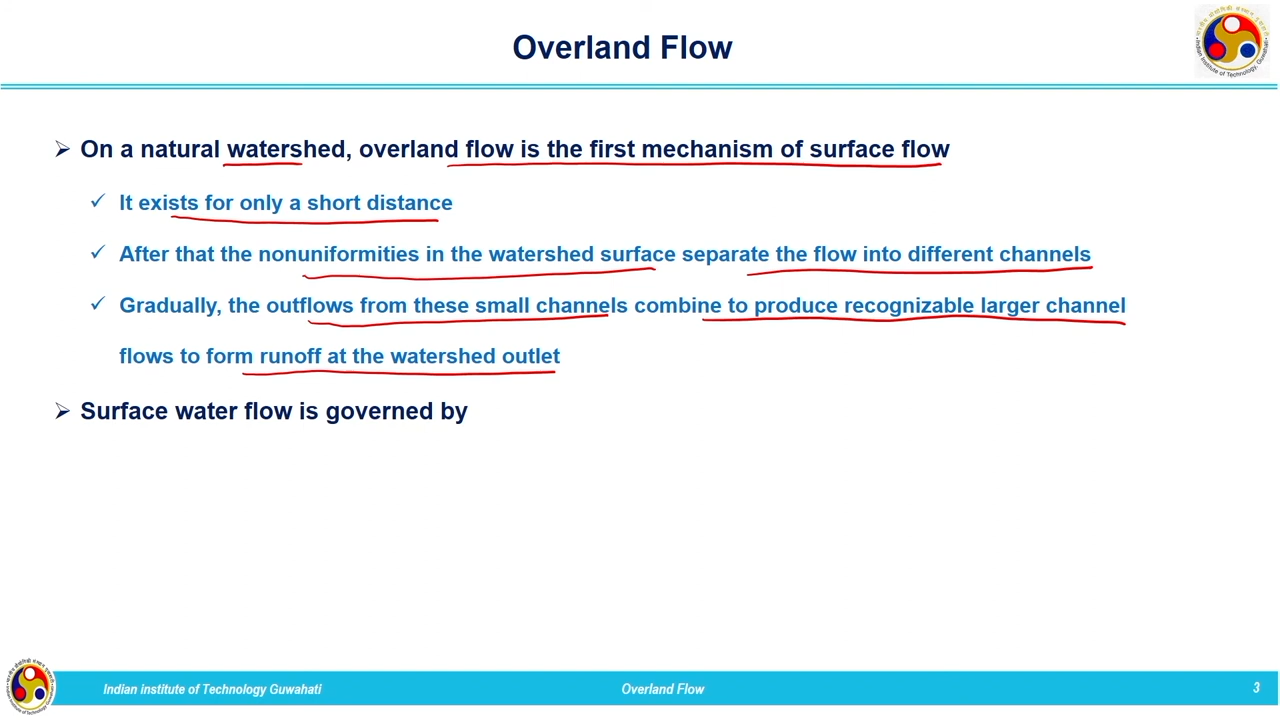 Overland Flow
On a natural watershed, overland flow is the first mechanism of surface flow
It exists for only a short distance
After that the nonuniformities in the watershed surface separate the flow into different channels
Gradually, the outflows from these small channels combine to produce recognizable larger channel
flows to form runoff at the watershed outlet
Surface water flow is governed by
Indian institute of Technology Guwahati
Overland Flow
3